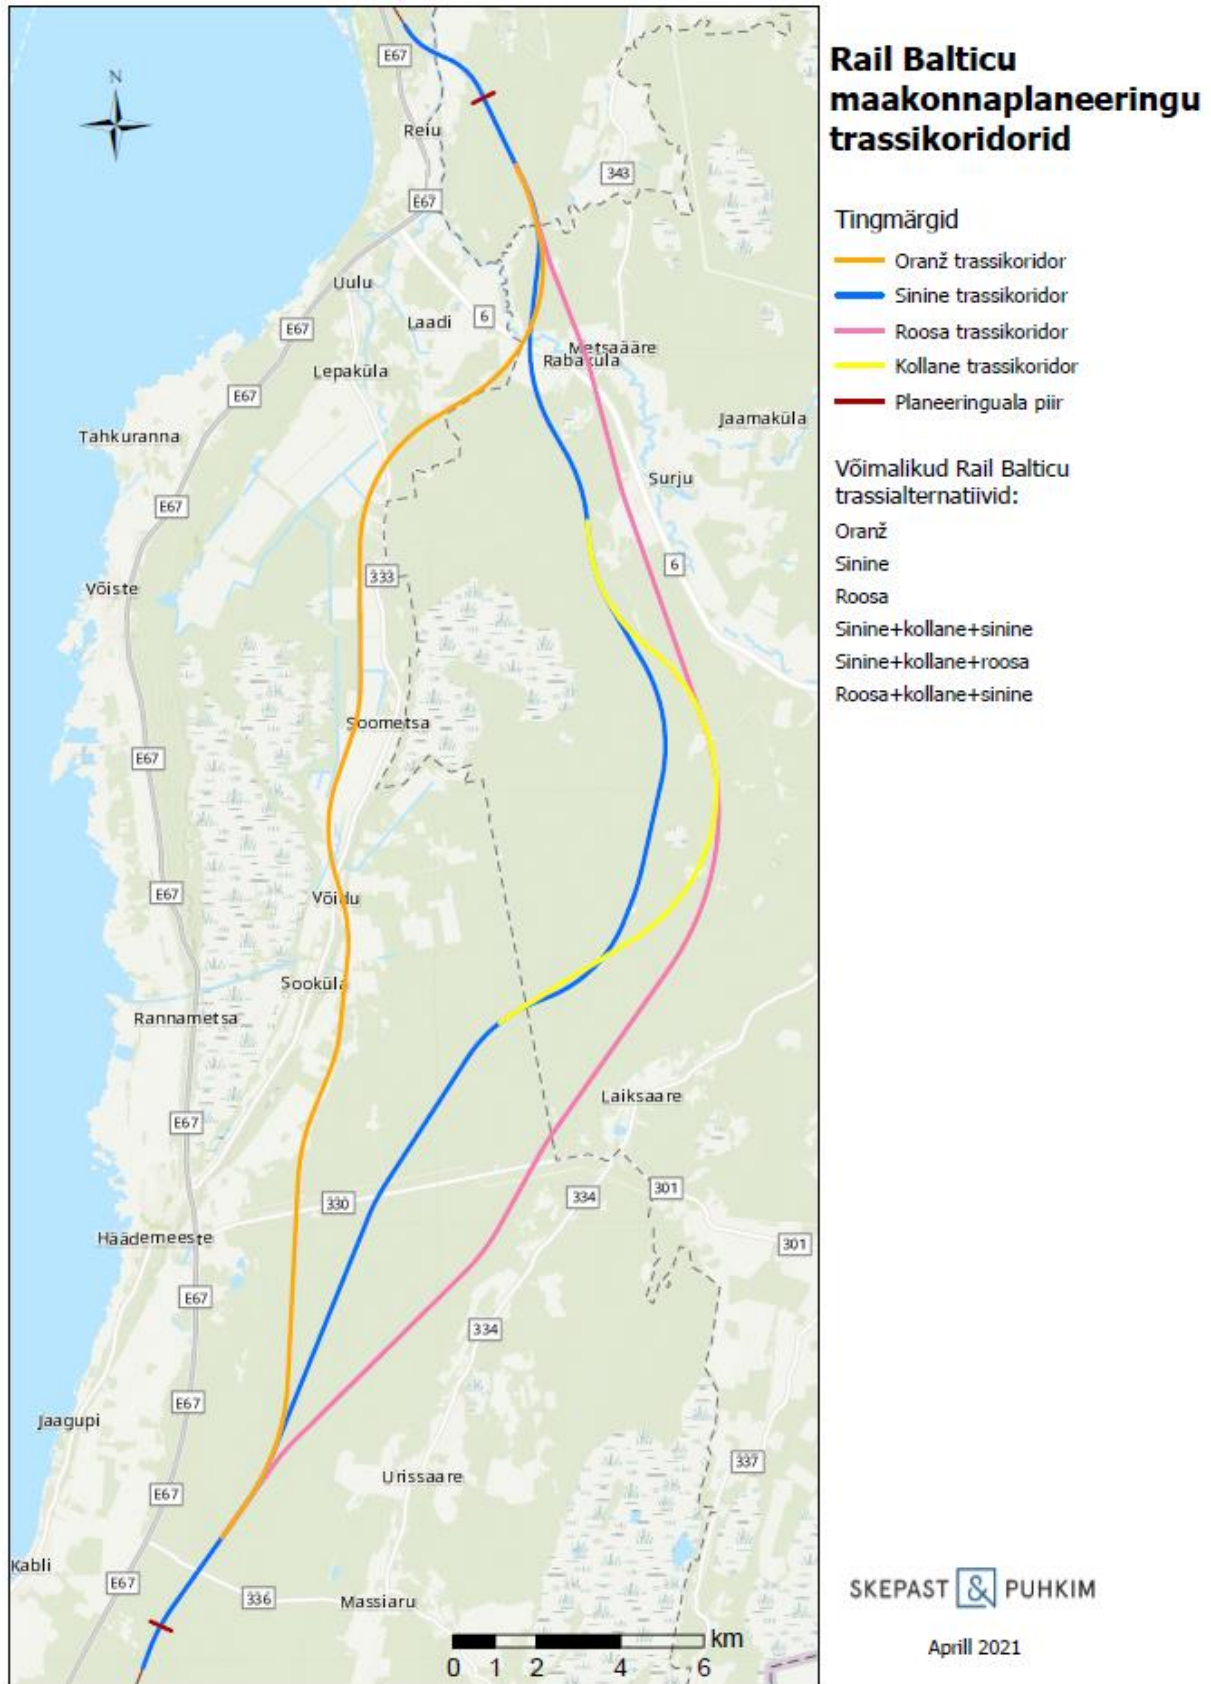 Rail Balticu
maakonnaplaneeringu
trassikoridorid
Tingmärgid
Oranž trassikoridor
Sinine trassikoridor
Roosa trassikoridor
Kollane trassikoridor
Planeeringuala piir
Võimalikud Rail Balticu
trassialternatiivid:
Oranž
Sinine
Roosa
Sinine+kollane+sinine
Sinine+kollane+roosa
Roosa+kollane+sinine
N
E67
Reiu
343
E67
Uulu
Laadi
6
E67
Metsaääre
Rabaküla
Lepaküla
E67
Jaamaküla
Tahkuranna
Surju
E67
6
333
Võiste
Soometsa
E67
E67
Võidu
Sooküla
Rannametsa
Laiksaare
E67
301
334
330
Häädemeeste
301
E67
334
E67
Jaagupi
337
Urissaare
E67
Kabli
E67
336
Massiaru
km
0 1 2 4 6
SKEPAST & PUHKIM
Aprill 2021